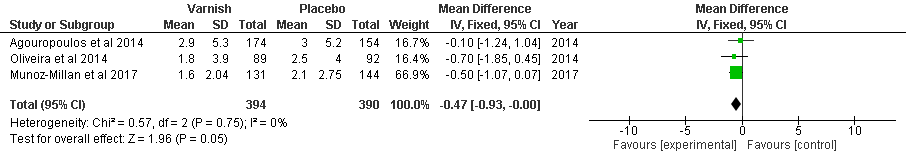 Varnish Placebo Mean Difference Mean Difference
Study or Subgroup Mean SD Total Mean SD Total Weight IV, Fixed, 95% CI Year IV, Fixed, 95% CI
Agouropoulos et al 2014 2.9 5.3 174 3 5.2 154 16.7% -0.10 [-1.24, 1.04] 2014
Oliveira et al 2014 1.8 3.9 89 2.5 4 92 16.4% -0.70 [-1.85, 0.45] 2014
Munoz-Millan et al 2017 1.6 2.04 131 2.1 2.75 144 66.9% -0.50 [-1.07, 0.07] 2017
Total (95% CI) 394 390 100.0% -0.47 [-0.93, -0.00]
Heterogeneity: Chi² = 0.57, df = 2 (P = 0.75); I² = 0%
Test for overall effect: Z = 1.96 (P = 0.05)
-10 -5 0 5 10
Favours [experimental] Favours [control]